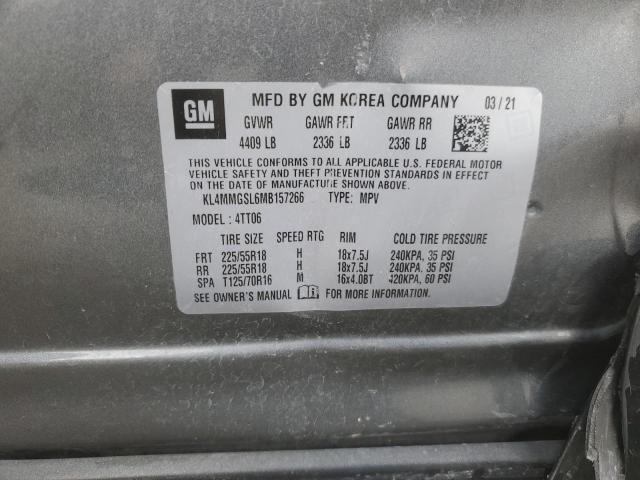 GM MFD BY GM KOREA COMPANY 03 / 21
GVWR GAWR FRT GAWR RR
4409 LB 2336 LB 2336 LB
THIS VEHICLE CONFORMS TO ALL APPLICABLE U.S. FEDERAL MOTOR
VEHICLE SAFETY AND THEFT PREVENTION STANDARDS IN EFFECT ON
THE DATE OF MANUFACTURE SHOWN ABOVE.
KL4MMGSL6MB157266 TYPE: MPV
MODEL : 4TT06
TIRE SIZE SPEED RTG RIM COLD TIRE PRESSURE
FRT 225/55R18 H 18x7.5J 240KPA, 35 PSI
RR 225/55R18 H 18x7.5J 240KPA, 35 PSI
SPA T125/70R16 M 16x4.0BT 420KPA, 60 PSI
SEE OWNER'S MANUAL FOR MORE INFORMATION.